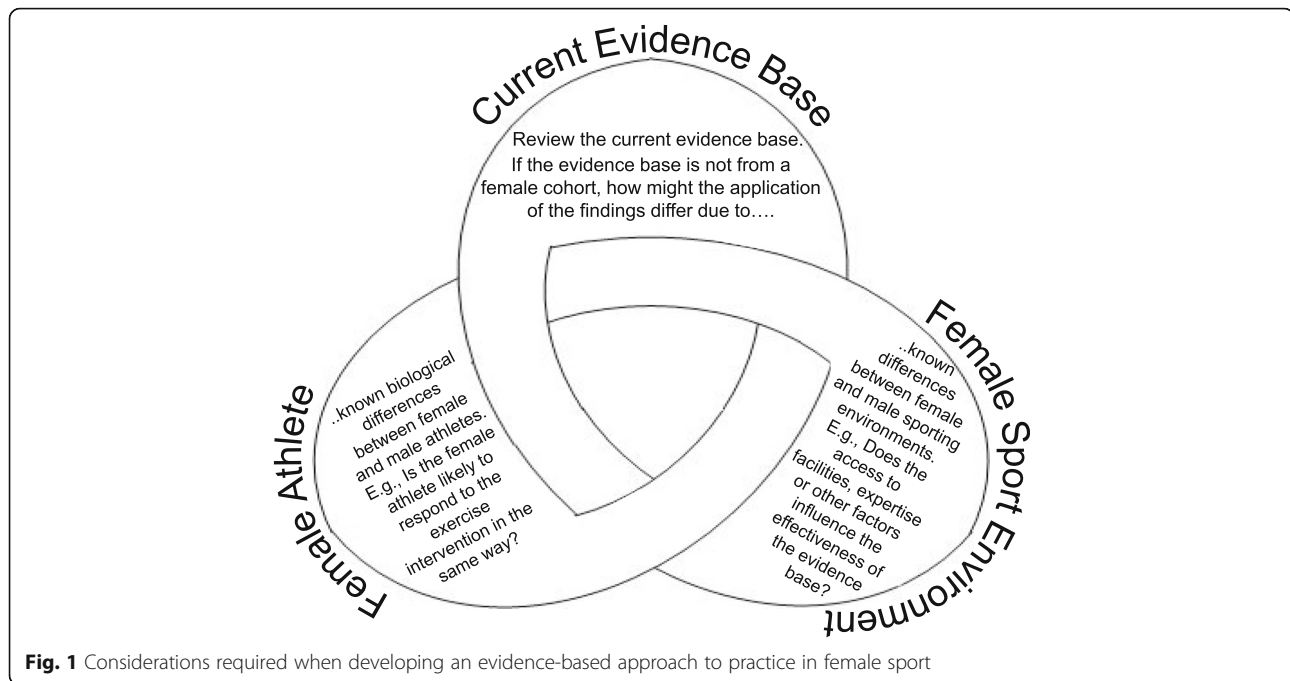 Current Evidence Base
Review the current evidence base.
If the evidence base is not from a
female cohort, how might the application
of the findings differ due to....
Female Athlete
..known biological
differences
between female
and male athletes.
E.g., Is the female
athlete likely to
respond to the
exercise
intervention in the
same way?
Female Sport Environment
..known
differences
between female
and male sporting
environments.
E.g., Does the
access to
facilities, expertise
or other factors
influence the
effectiveness of
the evidence
base?
Fig. 1 Considerations required when developing an evidence-based approach to practice in female sport